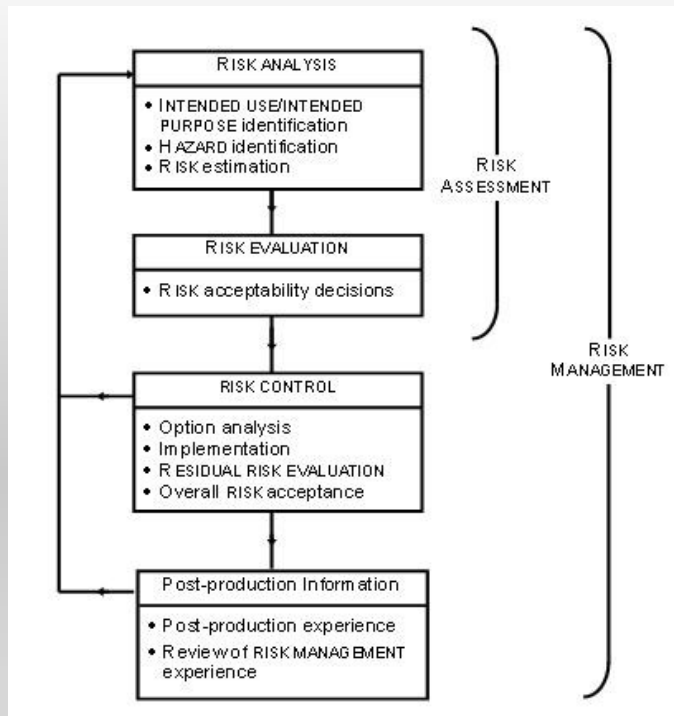 RISK ANALYSIS
• INTENDED USE/INTENDED
PURPOSE identification
• HAZARD identification
• RISK estimation
RISK EVALUATION
• RISK acceptability decisions
RISK CONTROL
• Option analysis
• Implementation
• RESIDUAL RISK EVALUATION
• Overall RISK acceptance
Post-production Information
• Post-production experience
• Review of RISK MANAGEMENT
experience
RISK
ASSESSMENT
RISK
MANAGEMENT